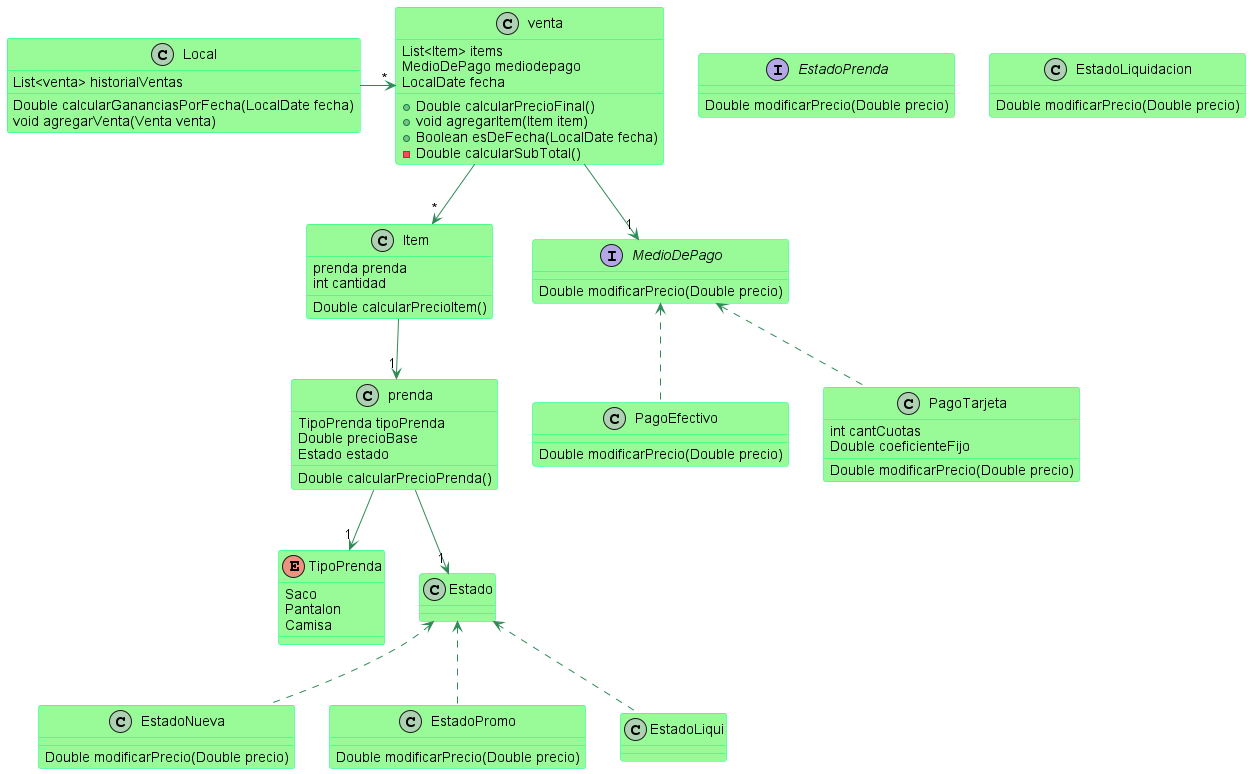 C Local
List<venta> historialVentas
Double calcularGananciasPorFecha(LocalDate fecha)
void agregarVenta(Venta venta)
*
C venta
List<Item> items
MedioDePago mediodepago
LocalDate fecha
Double calcularPrecioFinal()
void agregarItem(Item item)
Boolean esDeFecha(LocalDate fecha)
Double calcularSubTotal()
I EstadoPrenda
Double modificarPrecio(Double precio)
C EstadoLiquidacion
Double modificarPrecio(Double precio)
*
1
C Item
prenda prenda
int cantidad
Double calcularPrecioItem()
I MedioDePago
Double modificarPrecio(Double precio)
1
C prenda
TipoPrenda tipoPrenda
Double precioBase
Estado estado
Double calcularPrecioPrenda()
C PagoEfectivo
Double modificarPrecio(Double precio)
C PagoTarjeta
int cantCuotas
Double coeficienteFijo
Double modificarPrecio(Double precio)
1
1
E TipoPrenda
Saco
Pantalon
Camisa
C Estado
C EstadoNueva
Double modificarPrecio(Double precio)
C EstadoPromo
Double modificarPrecio(Double precio)
C EstadoLiqui